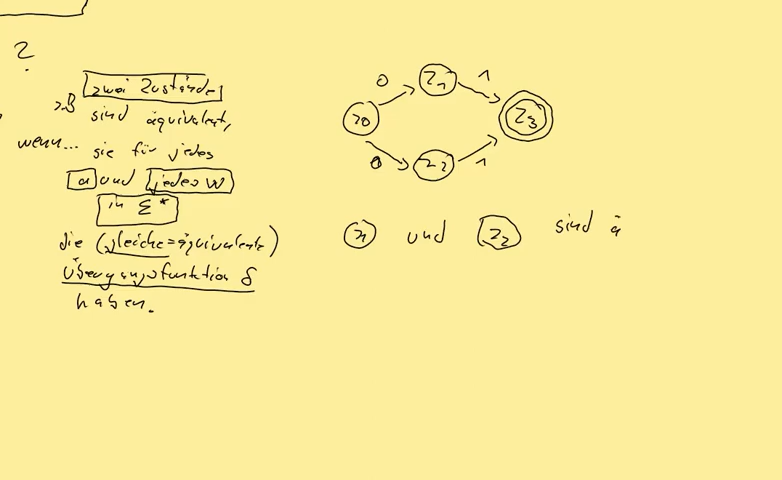 ?
z.B
zwei Zustände
sind äquivalent,
wenn...
sie für jedes
a und jedes w
in Σ*
die (gleiche=äquivalente)
Übergangsfunktion δ
haben.
0 z1 1
z0 z3
0 z2 1
z1 und z2 sind ä